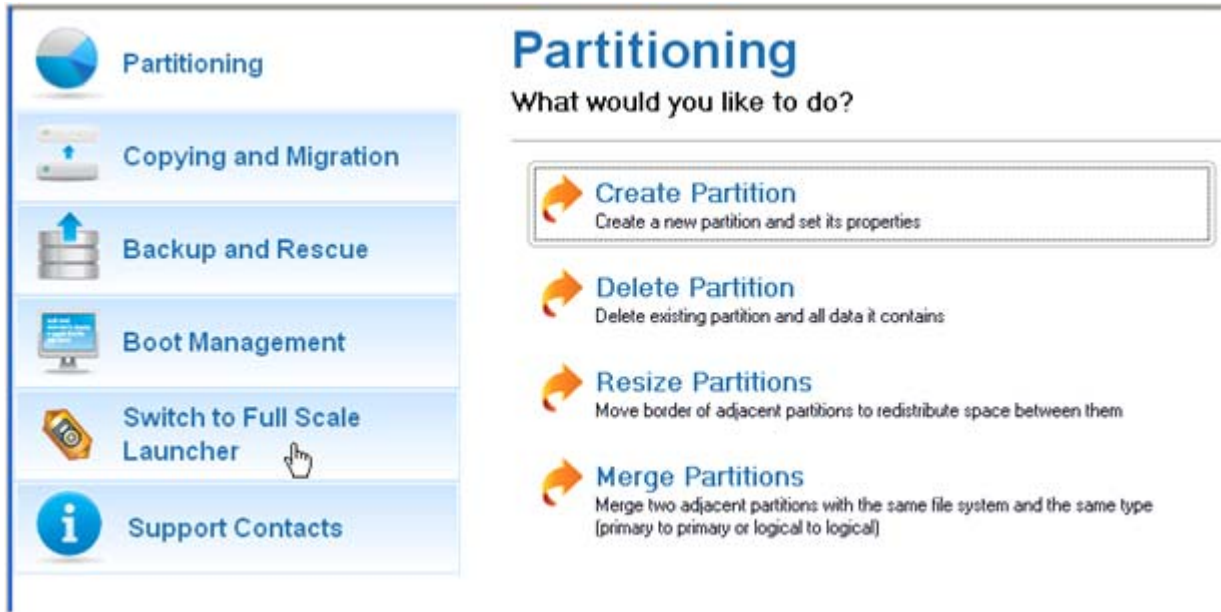 Partitioning
Copying and Migration
Backup and Rescue
Boot Management
Switch to Full Scale
Launcher
Support Contacts
Partitioning
What would you like to do?
Create Partition
Create a new partition and set its properties
Delete Partition
Delete existing partition and all data it contains
Resize Partitions
Move border of adjacent partitions to redistribute space between them
Merge Partitions
Merge two adjacent partitions with the same file system and the same type
(primary to primary or logical to logical)